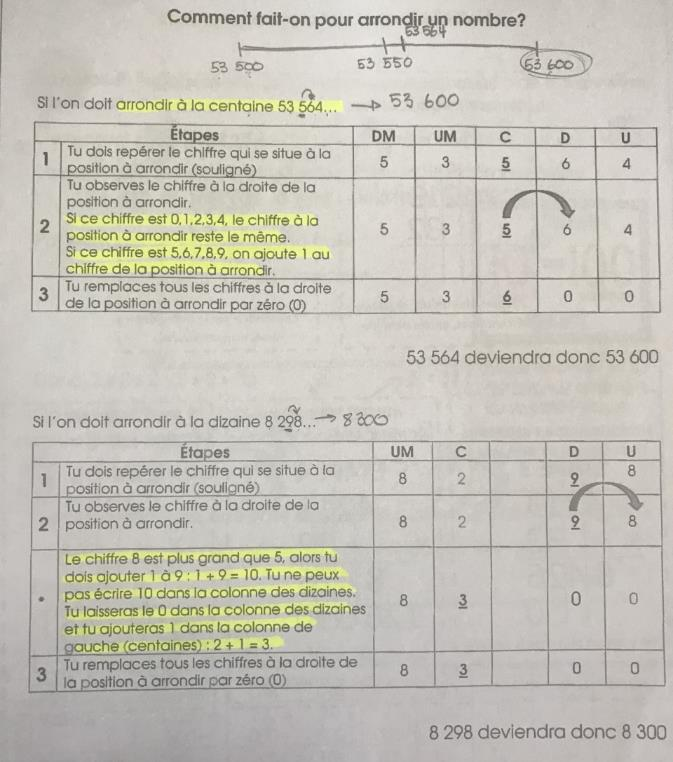 Comment fait-on pour arrondir un nombre?
53 564
53 500 53 550 53 600
Si l'on doit arrondir à la centaine 53 564... → 53 600
Étapes DM UM C D U
1 Tu dois repérer le chiffre qui se situe à la
position à arrondir (souligné) 5 3 5 6 4
Tu observes le chiffre à la droite de la
position à arrondir.
Si ce chiffre est 0,1,2,3,4, le chiffre à la
2 position à arrondir reste le même. 5 3 5 6 4
Si ce chiffre est 5,6,7,8,9, on ajoute 1 au
chiffre de la position à arrondir.
3 Tu remplaces tous les chiffres à la droite
de la position à arrondir par zéro (0) 5 3 6 0 0
53 564 deviendra donc 53 600
Si l'on doit arrondir à la dizaine 8 298... → 8 300
Étapes UM C D U
1 Tu dois repérer le chiffre qui se situe à la
position à arrondir (souligné) 8 2 9 8
Tu observes le chiffre à la droite de la
2 position à arrondir. 8 2 9 8
Le chiffre 8 est plus grand que 5, alors tu
dois ajouter 1 à 9 : 1 + 9 = 10. Tu ne peux
pas écrire 10 dans la colonne des dizaines.
• Tu laisseras le 0 dans la colonne des dizaines 8 3 0 0
et tu ajouteras 1 dans la colonne de
gauche (centaines) : 2 + 1 = 3.
3 Tu remplaces tous les chiffres à la droite de
la position à arrondir par zéro (0) 8 3 0 0
8 298 deviendra donc 8 300